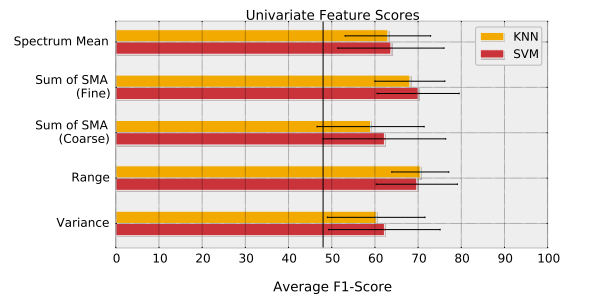 Univariate Feature Scores
KNN
SVM
Spectrum Mean
Sum of SMA
(Fine)
Sum of SMA
(Coarse)
Range
Variance
0 10 20 30 40 50 60 70 80 90 100
Average F1-Score